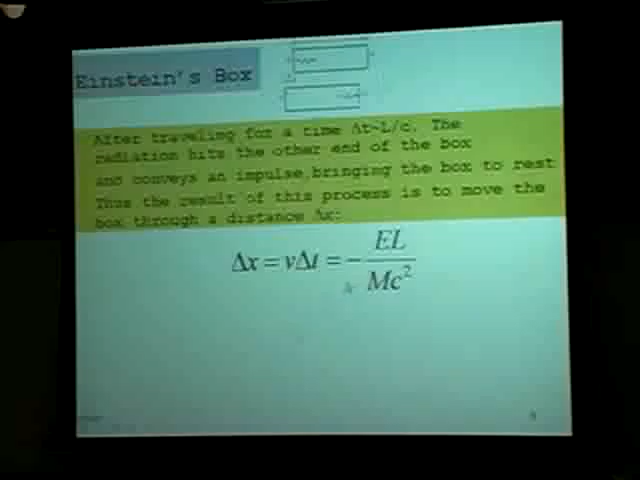 Einstein's Box
After traveling for a time Δt~L/c. The
radiation hits the other end of the box
and conveys an impulse bringing the box to rest
Thus the result of this process is to move the
box through a distance Δx:
Δx = vΔt = - EL / Mc²